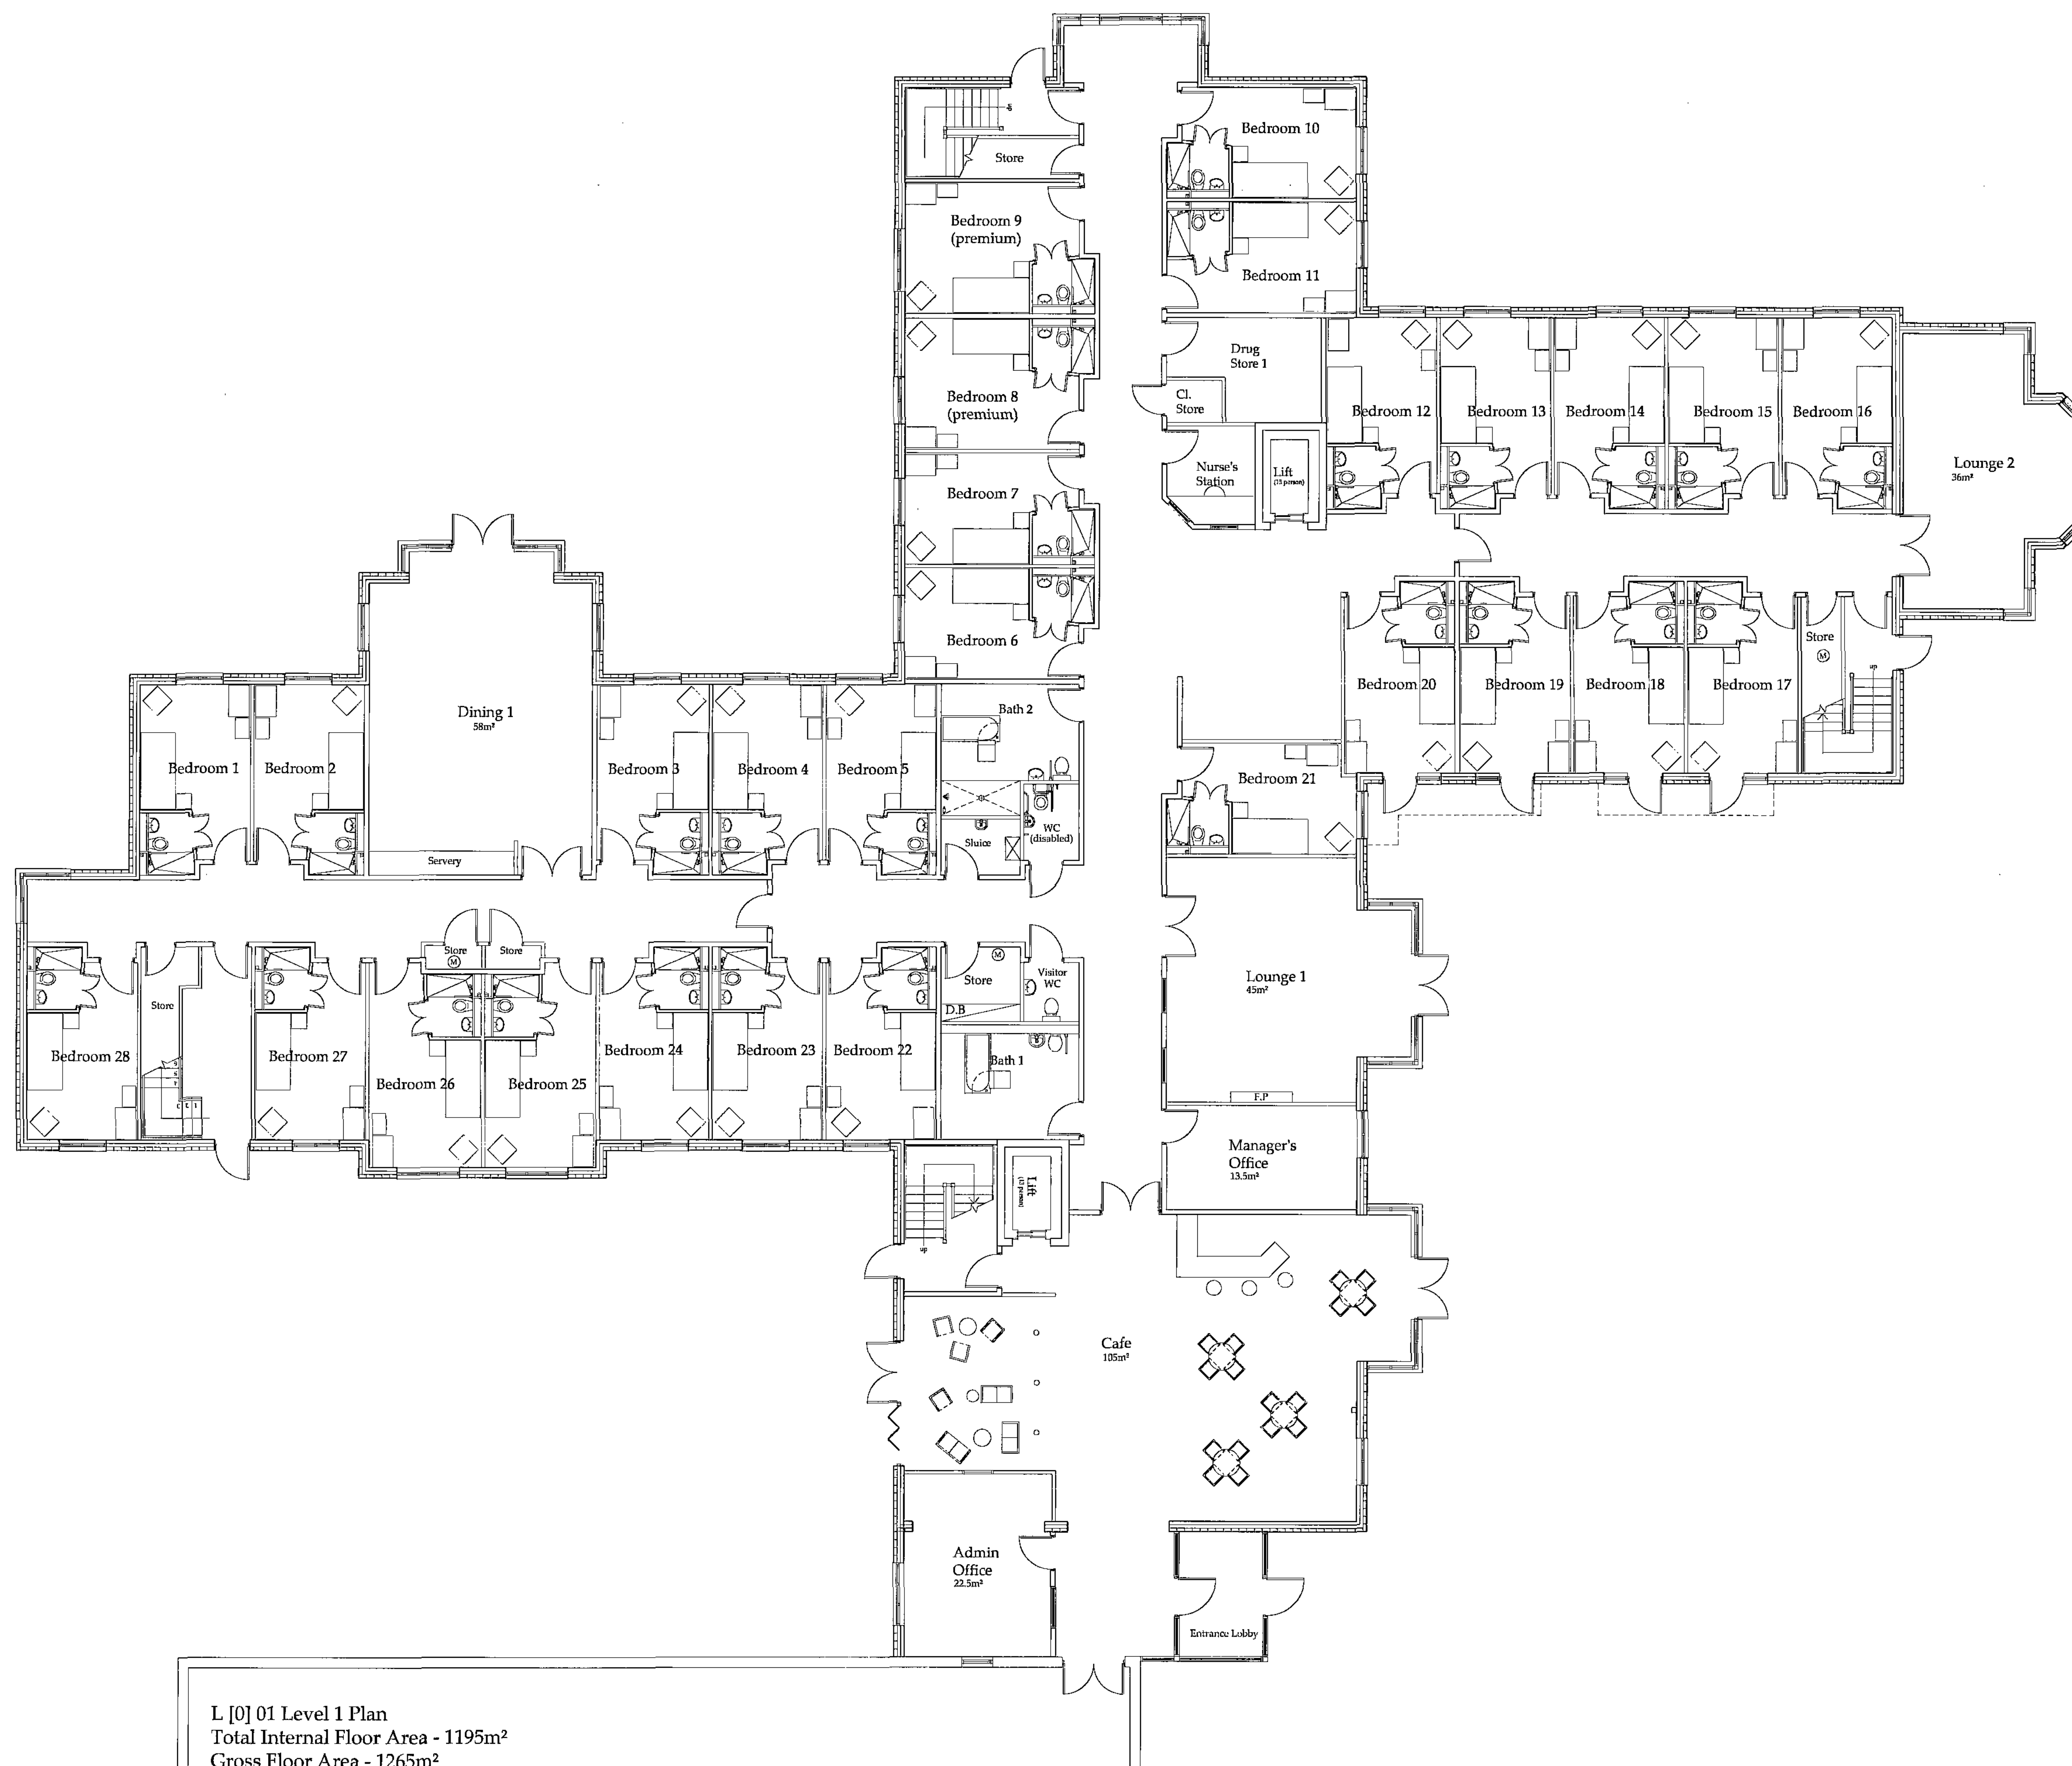 Bedroom 10
Store
Bedroom 9
(premium)
Bedroom 11
Drug
Store 1
Cl.
Store
Bedroom 8
(premium)
Bedroom 12
Bedroom 13
Bedroom 14
Bedroom 15
Bedroom 16
Nurse's
Station
Lift
(13 person)
Lounge 2
36m²
Bedroom 7
Bedroom 6
Store
M
up
Bedroom 20
Bedroom 19
Bedroom 18
Bedroom 17
Dining 1
58m²
Bath 2
Bedroom 1
Bedroom 2
Bedroom 3
Bedroom 4
Bedroom 5
Bedroom 21
WC
(disabled)
Sluice
Servery
Store
M
Store
Store
M
D.B
Visitor
WC
Lounge 1
45m²
Store
Bedroom 28
Bedroom 27
Bedroom 26
Bedroom 25
Bedroom 24
Bedroom 23
Bedroom 22
Bath 1
F.P
Manager's
Office
13.5m²
Lift
(13 person)
up
Cafe
105m²
Admin
Office
22.5m²
Entrance Lobby
L [0] 01 Level 1 Plan
Total Internal Floor Area - 1195m²
Gross Floor Area - 1265m²